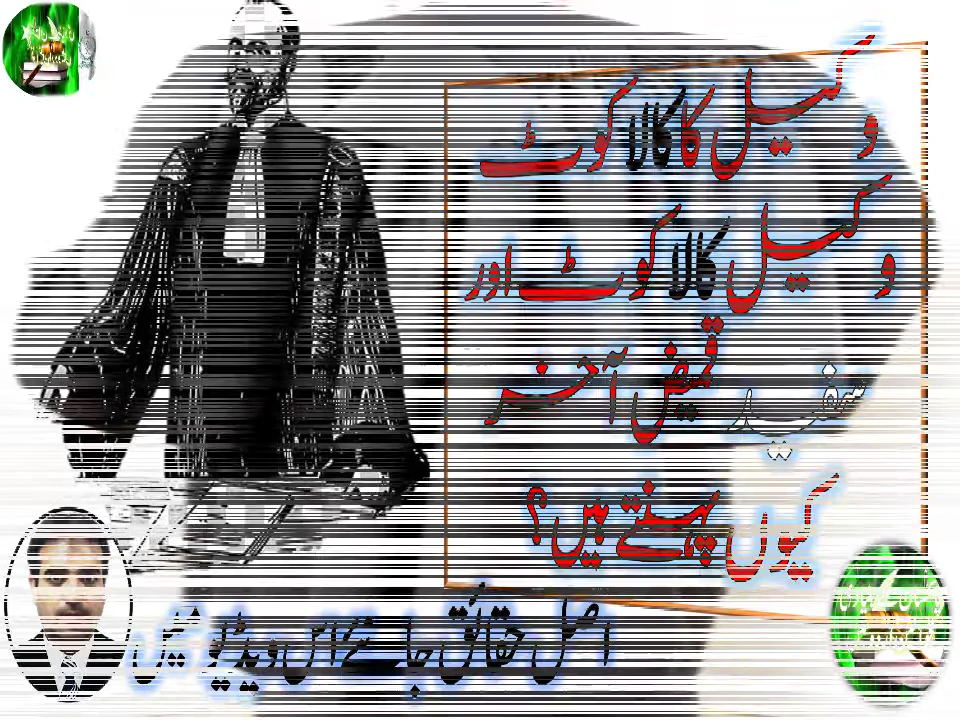 وکیل کا کالا کوٹ
وکیل کالا کوٹ اور
سفید قمیض آخر
کیوں پہنتے ہیں؟
اصل حقائق جانیے اس ویڈیو میں